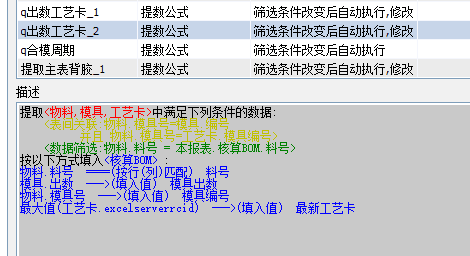 q出数工艺卡_1 提数公式 筛选条件改变后自动执行,修改
q出数工艺卡_2 提数公式 筛选条件改变后自动执行,修改
q合模周期 提数公式 筛选条件改变后自动执行
提取主表背胶_1 提数公式 筛选条件改变后自动执行,修改
描述
提取<物料,模具,工艺卡>中满足下列条件的数据:
<表间关联:物料.模具号=模具.编号
并且 物料.模具号=工艺卡.模具编号>
<数据筛选:物料.料号 = 本报表.核算BOM.料号>
按以下方式填入<核算BOM> :
物料.料号 ===(按行(列)匹配) 料号
模具.出数 --->(填入值) 模具出数
物料.模具号 --->(填入值) 模具编号
最大值(工艺卡.excelserverrcid) --->(填入值) 最新工艺卡